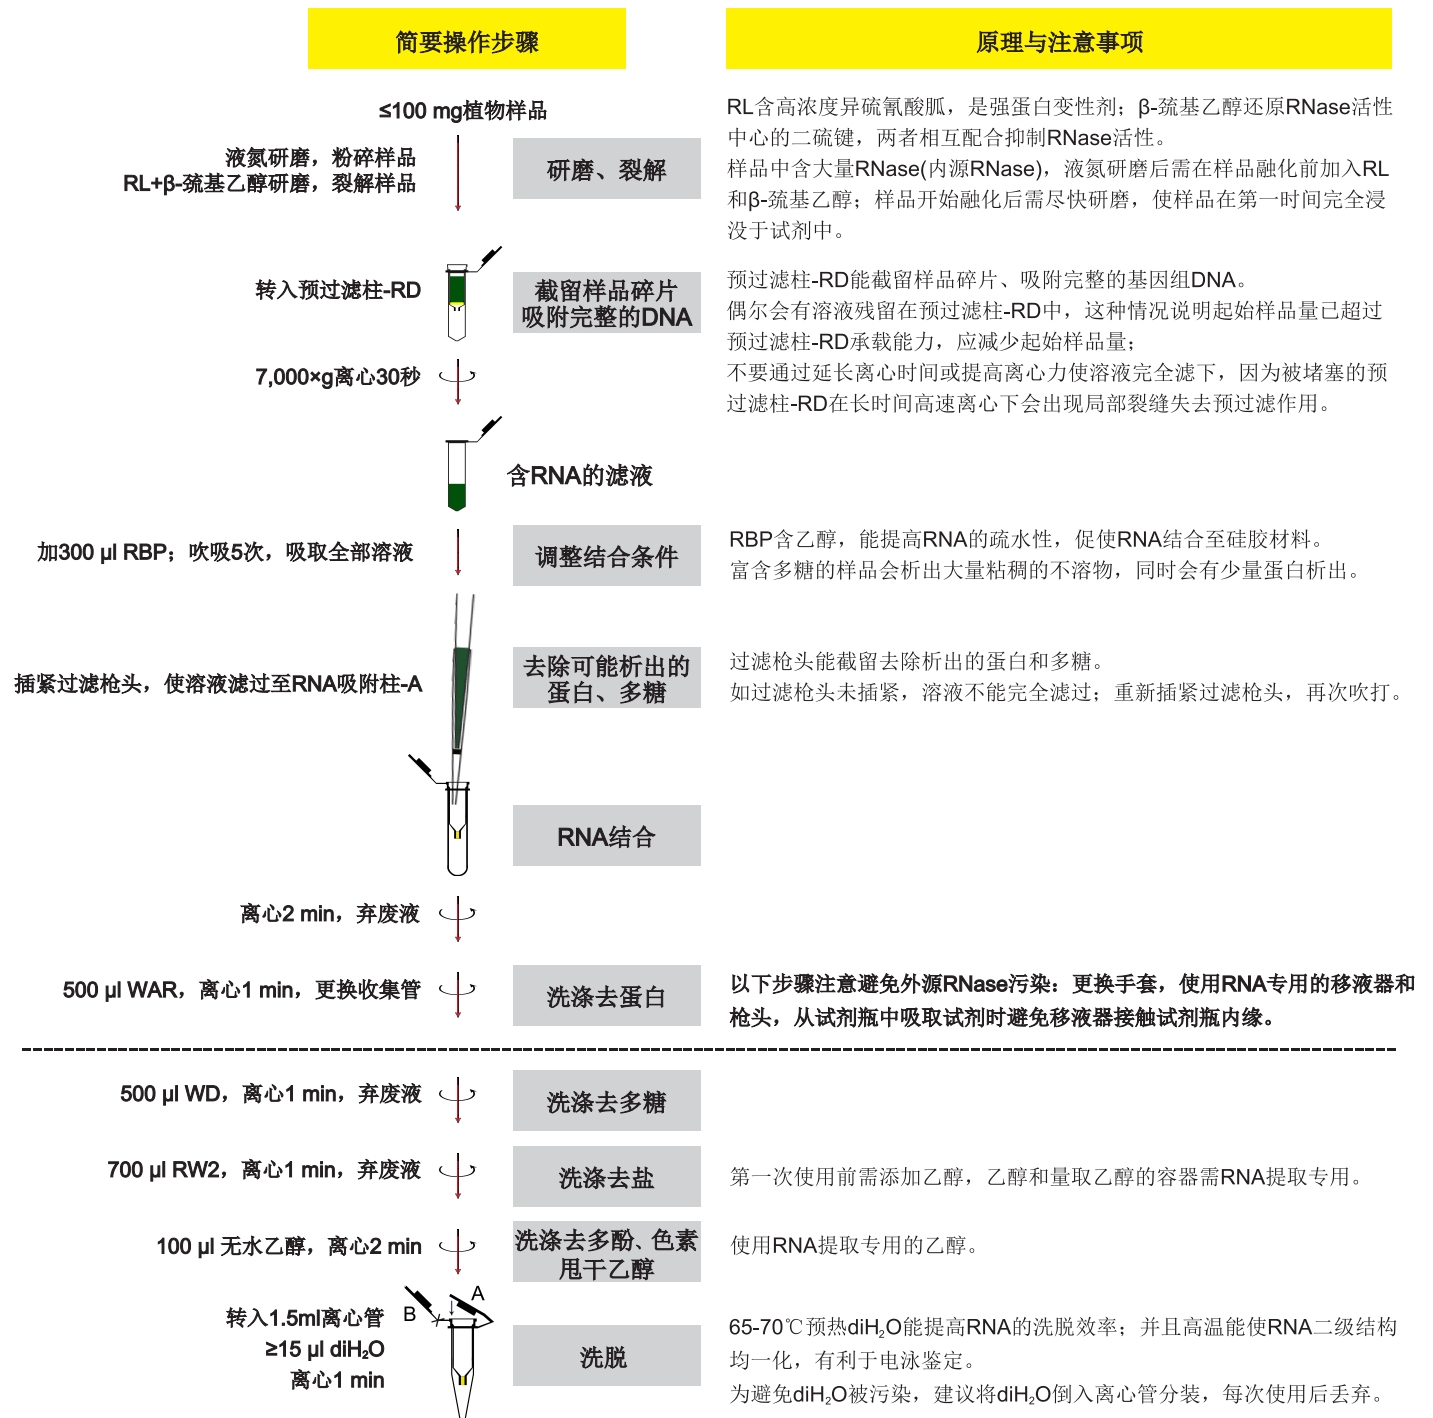 简要操作步骤
原理与注意事项
≤100 mg植物样品
液氮研磨，粉碎样品
RL+β-巯基乙醇研磨，裂解样品
研磨、裂解
RL含高浓度异硫氰酸胍，是强蛋白变性剂；β-巯基乙醇还原RNase活性
中心的二硫键，两者相互配合抑制RNase活性。
样品中含大量RNase(内源RNase)，液氮研磨后需在样品融化前加入RL
和β-巯基乙醇；样品开始融化后需尽快研磨，使样品在第一时间完全浸
没于试剂中。
转入预过滤柱-RD
截留样品碎片
吸附完整的DNA
7,000×g离心30秒
预过滤柱-RD能截留样品碎片、吸附完整的基因组DNA。
偶尔会有溶液残留在预过滤柱-RD中，这种情况说明起始样品量已超过
预过滤柱-RD承载能力，应减少起始样品量；
不要通过延长离心时间或提高离心力使溶液完全滤下，因为被堵塞的预
过滤柱-RD在长时间高速离心下会出现局部裂缝失去预过滤作用。
含RNA的滤液
加300 µl RBP；吹吸5次，吸取全部溶液
调整结合条件
RBP含乙醇，能提高RNA的疏水性，促使RNA结合至硅胶材料。
富含多糖的样品会析出大量粘稠的不溶物，同时会有少量蛋白析出。
插紧过滤枪头，使溶液滤过至RNA吸附柱-A
去除可能析出的
蛋白、多糖
过滤枪头能截留去除析出的蛋白和多糖。
如过滤枪头未插紧，溶液不能完全滤过；重新插紧过滤枪头，再次吹打。
RNA结合
离心2 min，弃废液
500 µl WAR，离心1 min，更换收集管
洗涤去蛋白
以下步骤注意避免外源RNase污染：更换手套，使用RNA专用的移液器和
枪头，从试剂瓶中吸取试剂时避免移液器接触试剂瓶内缘。
500 µl WD，离心1 min，弃废液
洗涤去多糖
700 µl RW2，离心1 min，弃废液
洗涤去盐
第一次使用前需添加乙醇，乙醇和量取乙醇的容器需RNA提取专用。
100 µl 无水乙醇，离心2 min
洗涤去多酚、色素
甩干乙醇
使用RNA提取专用的乙醇。
转入1.5ml离心管
≥15 µl diH₂O
离心1 min
B
A
洗脱
65-70℃预热diH₂O能提高RNA的洗脱效率；并且高温能使RNA二级结构
均一化，有利于电泳鉴定。
为避免diH₂O被污染，建议将diH₂O倒入离心管分装，每次使用后丢弃。